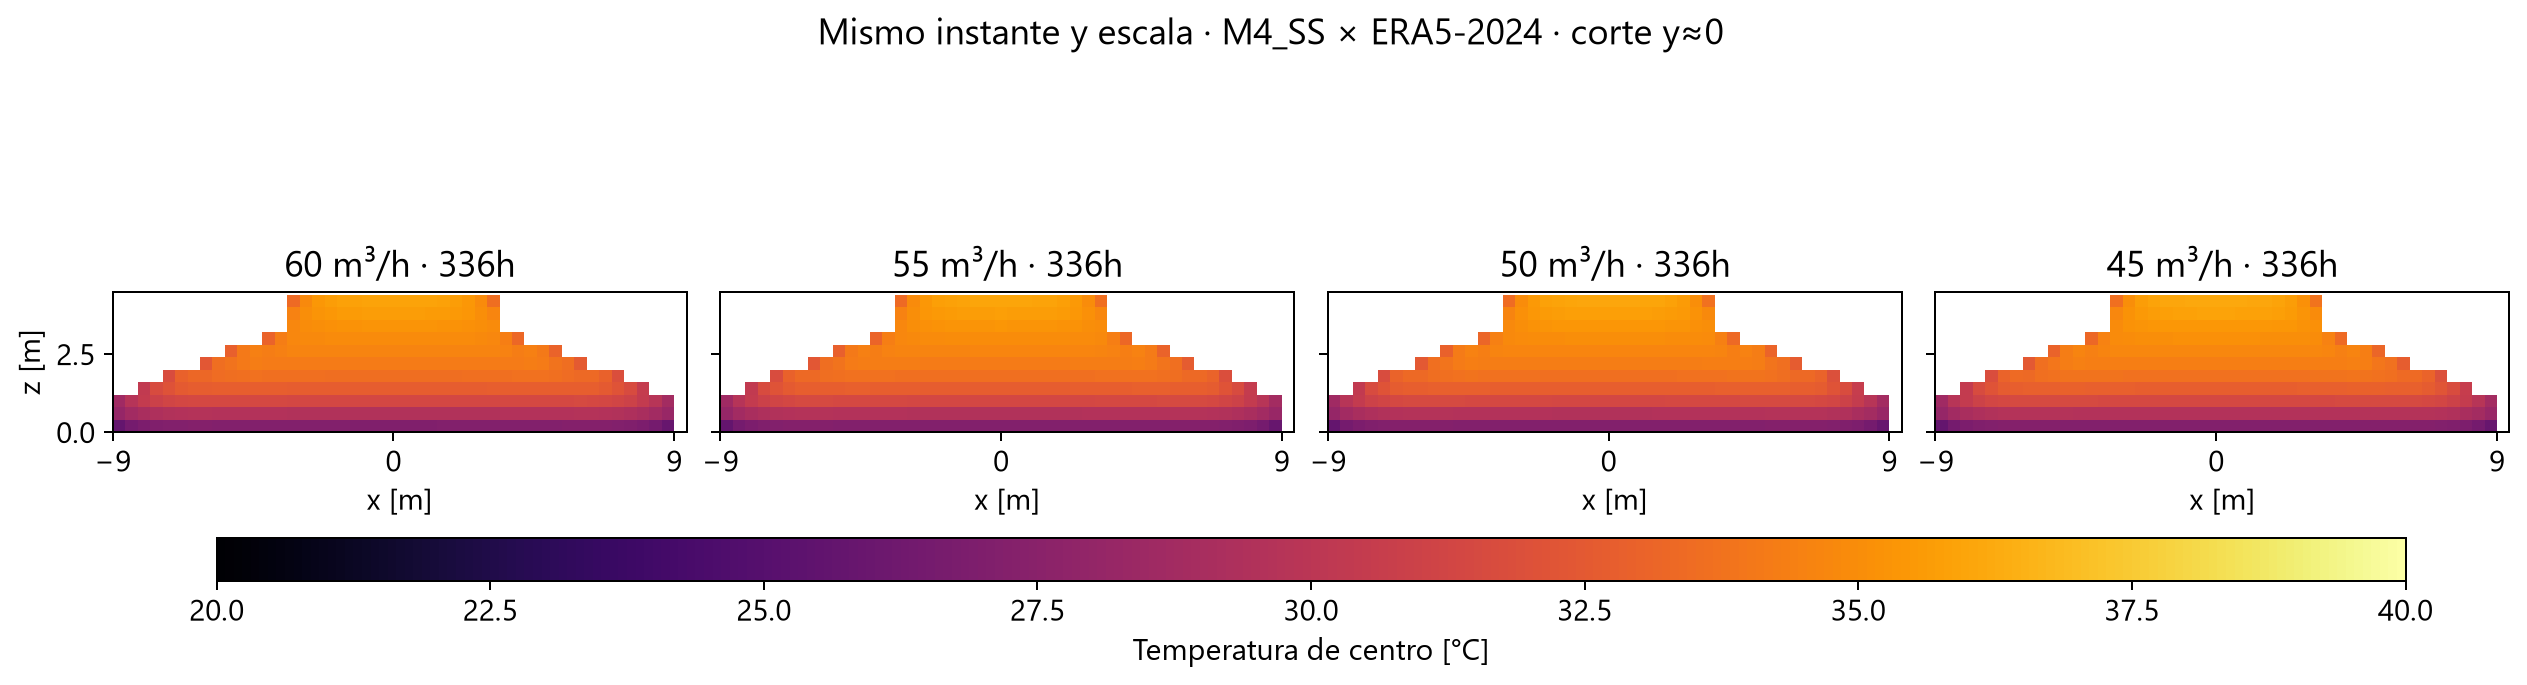 Mismo instante y escala · M4_SS × ERA5-2024 · corte y≈0
60 m³/h · 336h
55 m³/h · 336h
50 m³/h · 336h
45 m³/h · 336h
z [m]
2.5
0.0
−9 0 9 −9 0 9 −9 0 9 −9 0 9
x [m] x [m] x [m] x [m]
20.0 22.5 25.0 27.5 30.0 32.5 35.0 37.5 40.0
Temperatura de centro [°C]